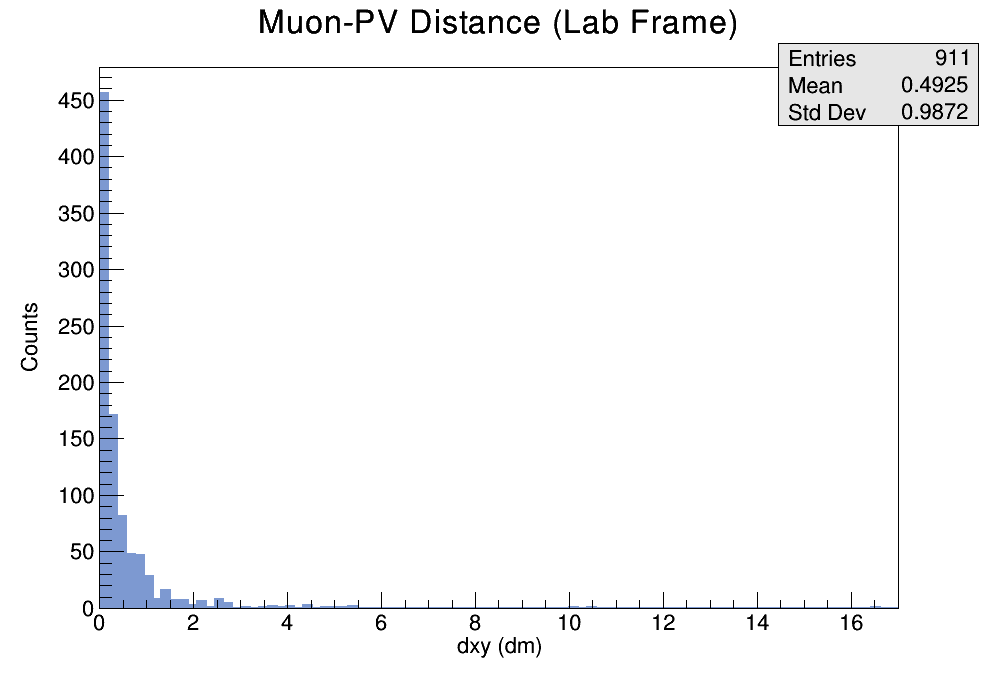 Muon-PV Distance (Lab Frame)
Entries 911
Mean 0.4925
Std Dev 0.9872
450
400
350
300
250
200
150
100
50
0
Counts
0 2 4 6 8 10 12 14 16
dxy (dm)